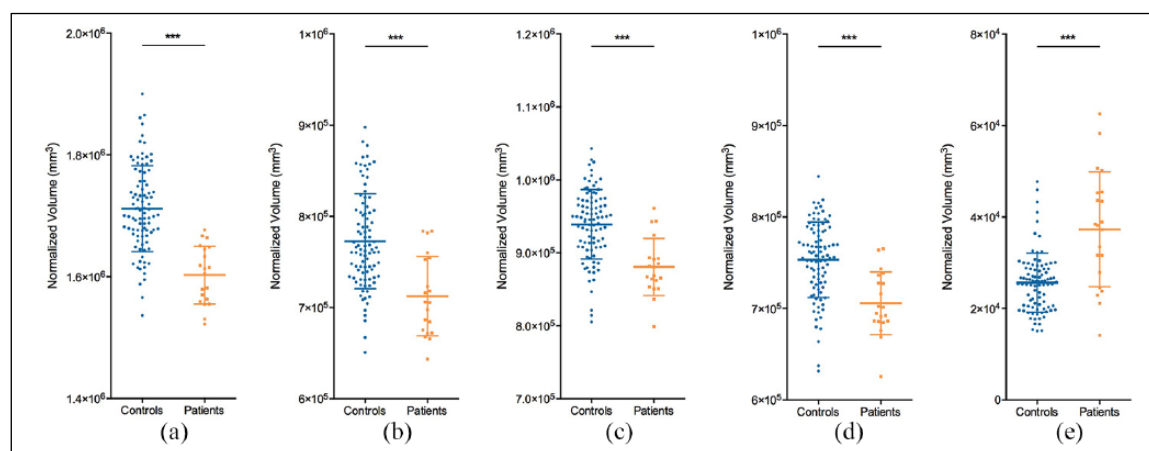 2.0×10⁶
1.8×10⁶
1.6×10⁶
1.4×10⁶
Normalized Volume (mm³)
***
Controls Patients
(a)
1×10⁶
9×10⁵
8×10⁵
7×10⁵
6×10⁵
Normalized Volume (mm³)
***
Controls Patients
(b)
1.2×10⁶
1.1×10⁶
1.0×10⁶
9.0×10⁵
8.0×10⁵
7.0×10⁵
Normalized Volume (mm³)
***
Controls Patients
(c)
1×10⁶
9×10⁵
8×10⁵
7×10⁵
6×10⁵
Normalized Volume (mm³)
***
Controls Patients
(d)
8×10⁴
6×10⁴
4×10⁴
2×10⁴
0
Normalized Volume (mm³)
***
Controls Patients
(e)